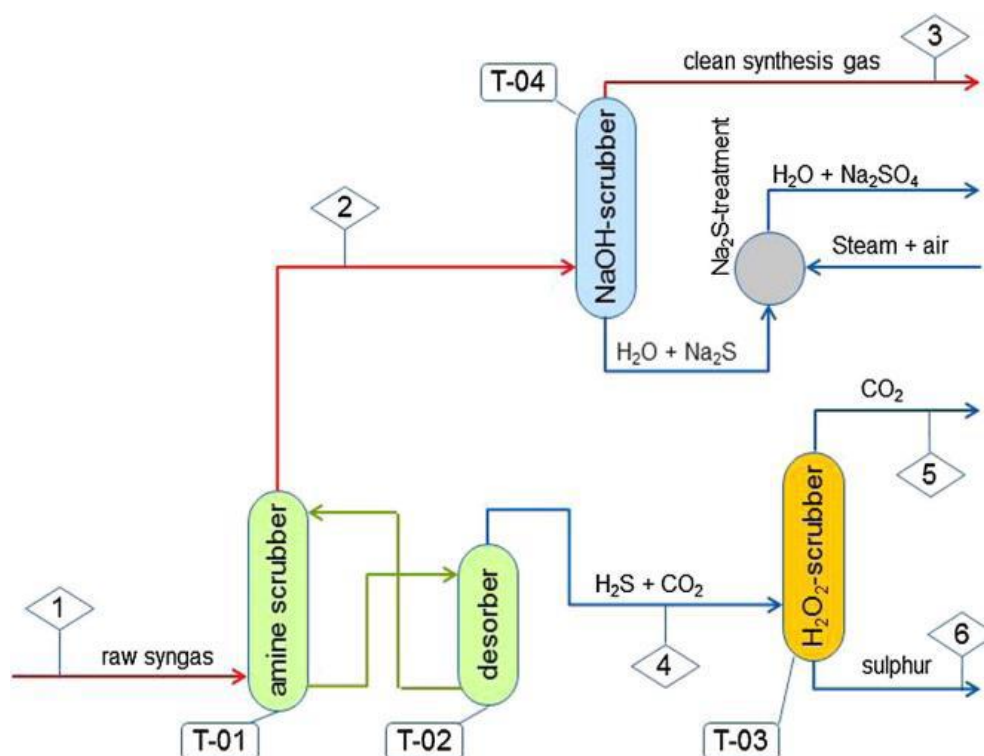 3
clean synthesis gas
T-04
NaOH-scrubber
Na₂S-treatment
H₂O + Na₂SO₄
2
Steam + air
H₂O + Na₂S
CO₂
5
amine scrubber
desorber
H₂O₂-scrubber
H₂S + CO₂
1
6
raw syngas
4
sulphur
T-01
T-02
T-03